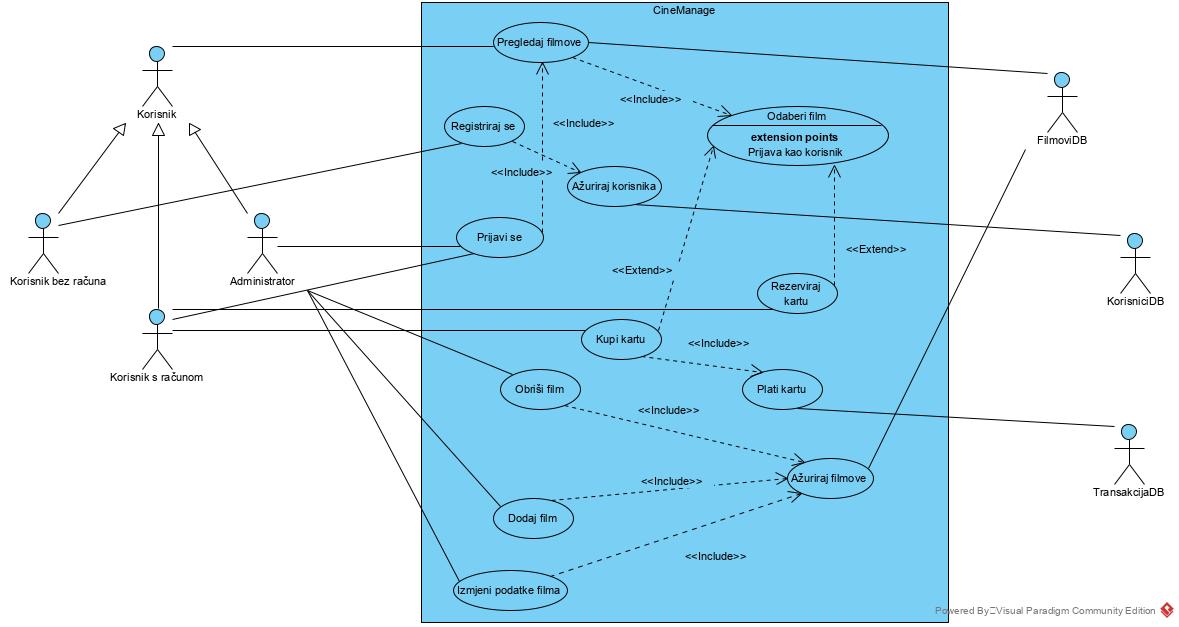 CineManage
Pregledaj filmove
Korisnik
<<Include>>
Odaberi film
extension points
Prijava kao korisnik
FilmoviDB
Registriraj se
<<Include>>
<<Include>>
Ažuriraj korisnika
Prijavi se
Korisnik bez računa
Administrator
<<Extend>>
<<Extend>>
KorisniciDB
Rezerviraj
kartu
Kupi kartu
<<Include>>
Korisnik s računom
Obriši film
Plati kartu
<<Include>>
Ažuriraj filmove
<<Include>>
TransakcijaDB
Dodaj film
<<Include>>
Izmjeni podatke filma
Powered By Visual Paradigm Community Edition